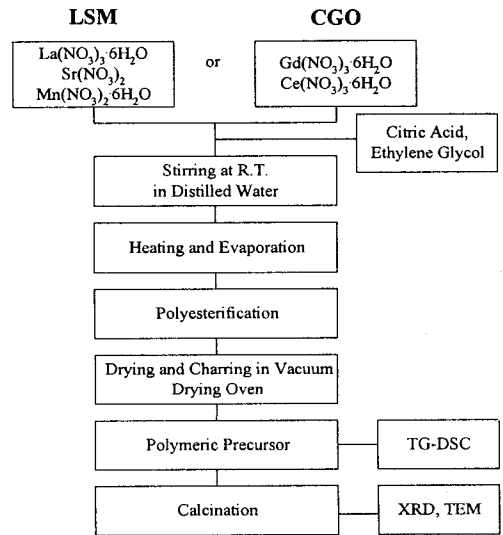 LSM
CGO
La(NO₃)₃·6H₂O
Sr(NO₃)₂
Mn(NO₃)₂·6H₂O
or
Gd(NO₃)₃·6H₂O
Ce(NO₃)₃·6H₂O
Citric Acid,
Ethylene Glycol
Stirring at R.T.
in Distilled Water
Heating and Evaporation
Polyesterification
Drying and Charring in Vacuum
Drying Oven
Polymeric Precursor
TG-DSC
Calcination
XRD, TEM